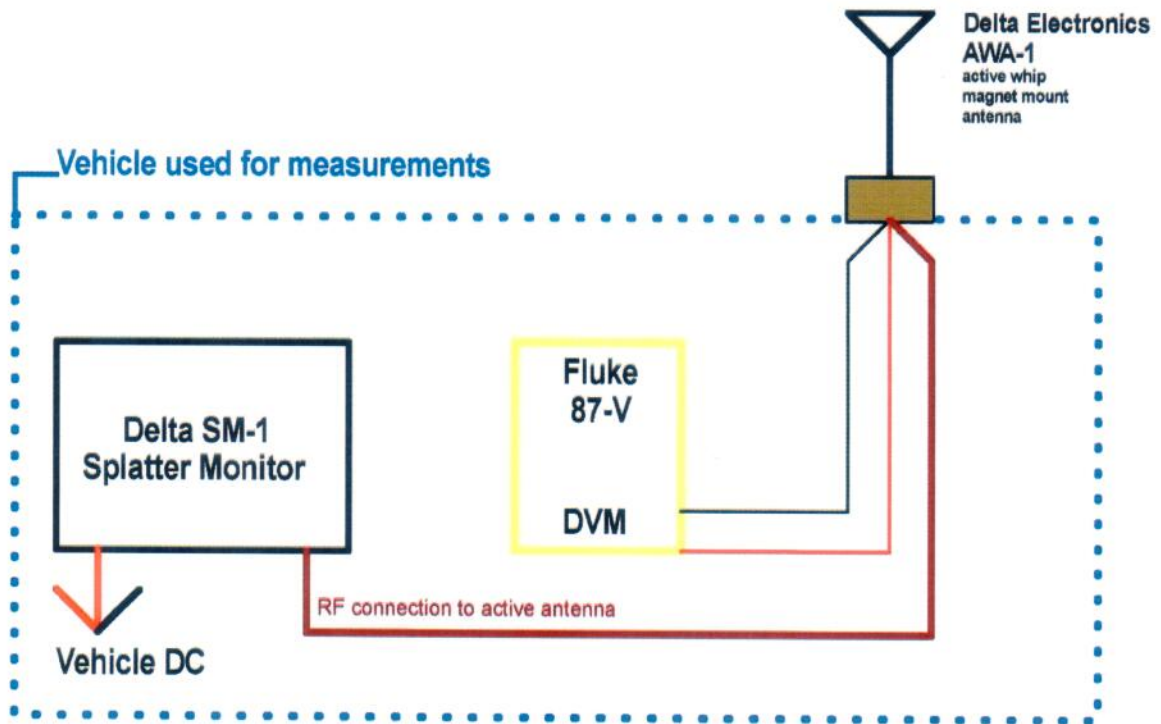 Delta Electronics
AWA-1
active whip
magnet mount
antenna
Vehicle used for measurements
Fluke
87-V
DVM
Delta SM-1
Splatter Monitor
RF connection to active antenna
Vehicle DC